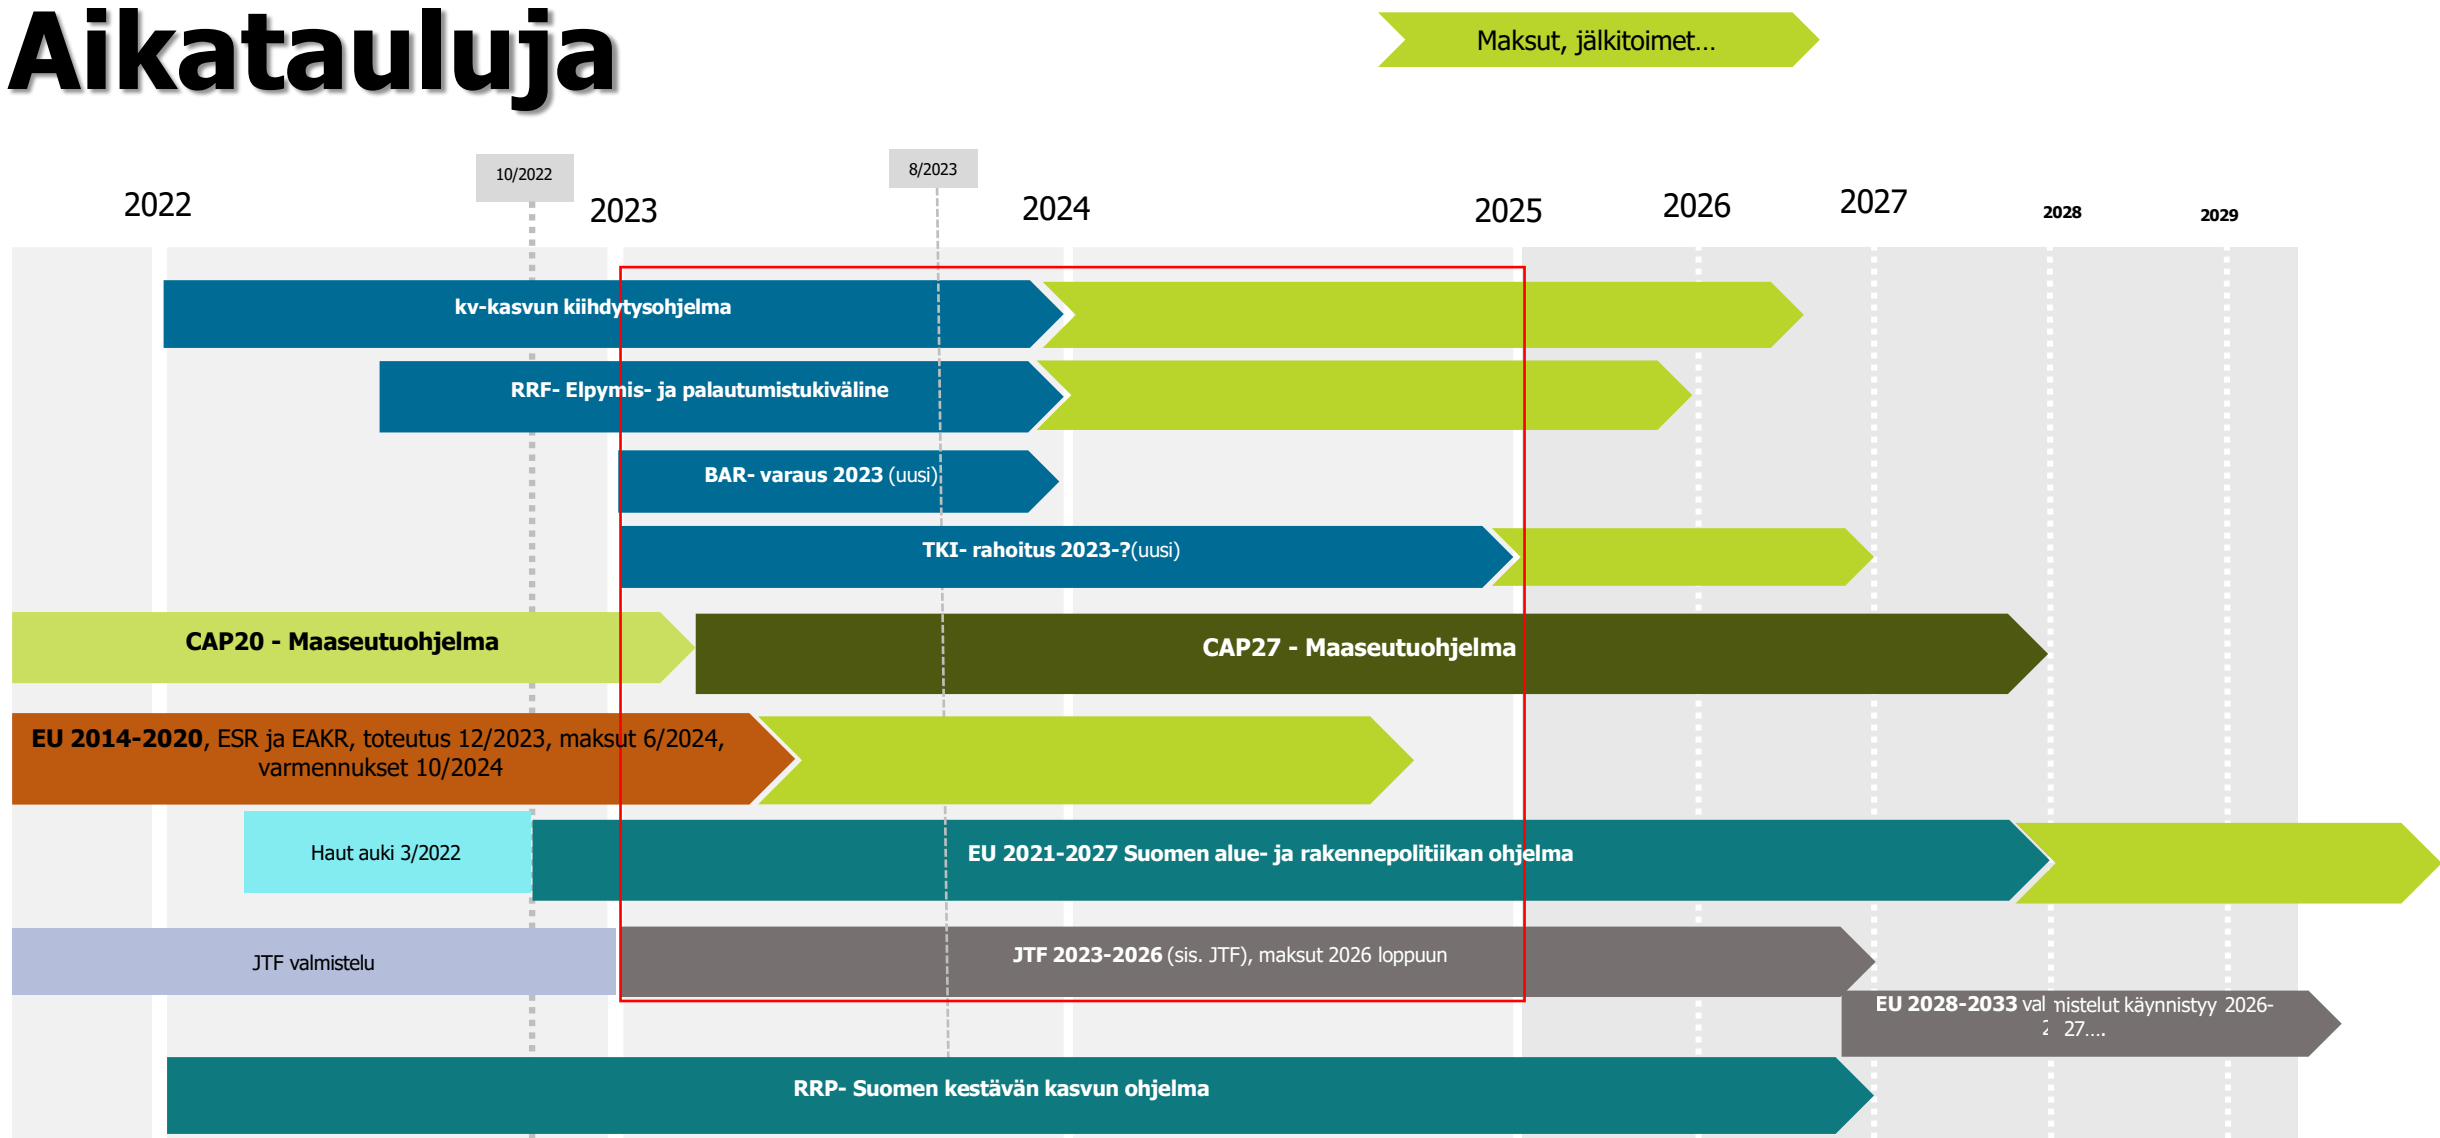 Aikatauluja
Maksut, jälkitoimet...
10/2022
8/2023
2022
2023
2024
2025
2026
2027
2028
2029
kv-kasvun kiihdytysohjelma
RRF- Elpymis- ja palautumistukiväline
BAR- varaus 2023 (uusi)
TKI- rahoitus 2023-?(uusi)
CAP20 - Maaseutuohjelma
CAP27 - Maaseutuohjelma
EU 2014-2020, ESR ja EAKR, toteutus 12/2023, maksut 6/2024,
varmennukset 10/2024
Haut auki 3/2022
EU 2021-2027 Suomen alue- ja rakennepolitiikan ohjelma
JTF valmistelu
JTF 2023-2026 (sis. JTF), maksut 2026 loppuun
EU 2028-2033 valmistelut käynnistyy 2026-
2027....
RRP- Suomen kestävän kasvun ohjelma